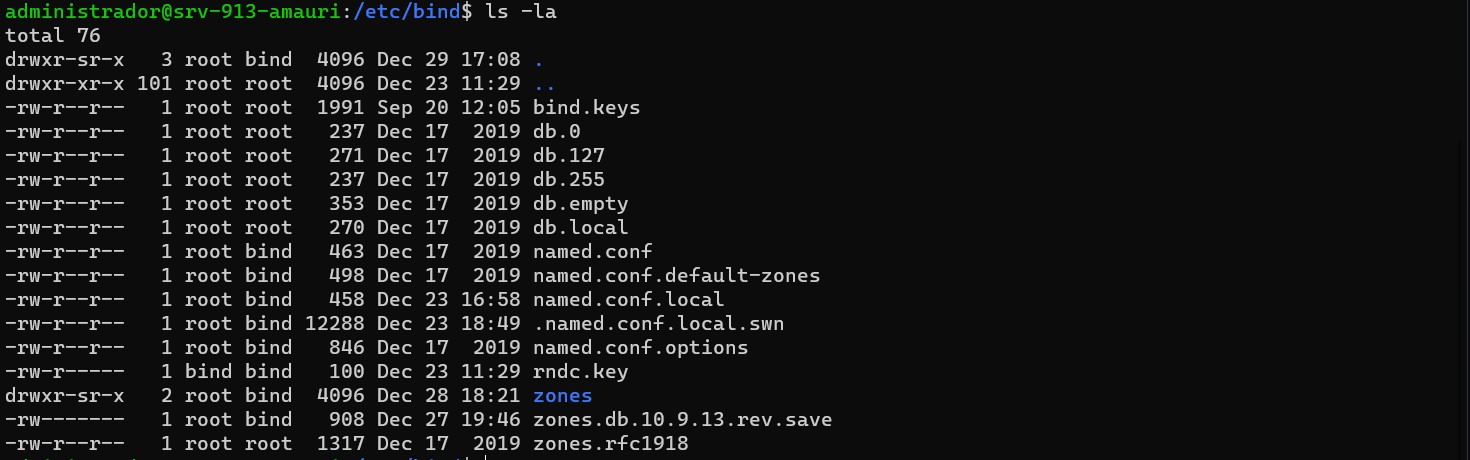 administrador@srv-913-amauri:/etc/bind$ ls -la
total 76
drwxr-sr-x   3 root bind  4096 Dec 29 17:08 .
drwxr-xr-x 101 root root  4096 Dec 23 11:29 ..
-rw-r--r--   1 root root  1991 Sep 20 12:05 bind.keys
-rw-r--r--   1 root root   237 Dec 17  2019 db.0
-rw-r--r--   1 root root   271 Dec 17  2019 db.127
-rw-r--r--   1 root root   237 Dec 17  2019 db.255
-rw-r--r--   1 root root   353 Dec 17  2019 db.empty
-rw-r--r--   1 root root   270 Dec 17  2019 db.local
-rw-r--r--   1 root bind   463 Dec 17  2019 named.conf
-rw-r--r--   1 root bind   498 Dec 17  2019 named.conf.default-zones
-rw-r--r--   1 root bind   458 Dec 23 16:58 named.conf.local
-rw-r--r--   1 root bind 12288 Dec 23 18:49 .named.conf.local.swn
-rw-r--r--   1 root bind   846 Dec 17  2019 named.conf.options
-rw-r-----   1 bind bind   100 Dec 23 11:29 rndc.key
drwxr-sr-x   2 root bind  4096 Dec 28 18:21 zones
-rw-------   1 root bind   908 Dec 27 19:46 zones.db.10.9.13.rev.save
-rw-r--r--   1 root root  1317 Dec 17  2019 zones.rfc1918